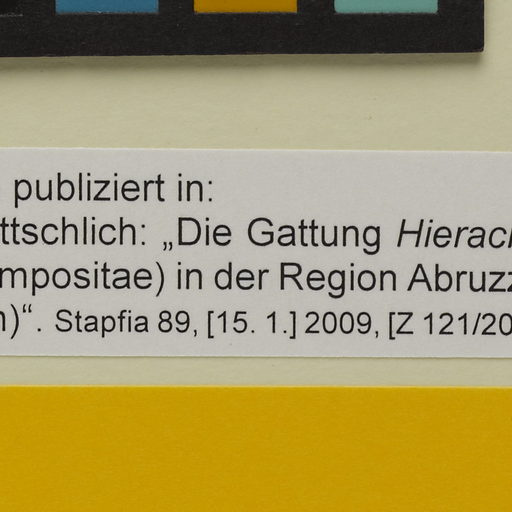 publiziert in:
ttschlich: „Die Gattung Hierac
mpositae) in der Region Abruzz
n)“. Stapfia 89, [15. 1.] 2009, [Z 121/20